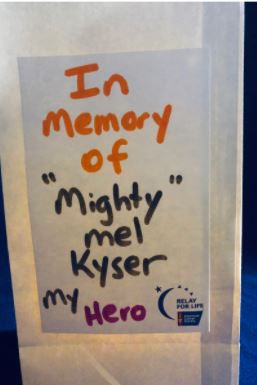 In
Memory
of
"Mighty"
mel
Kyser
my Hero
RELAY
FOR LIFE